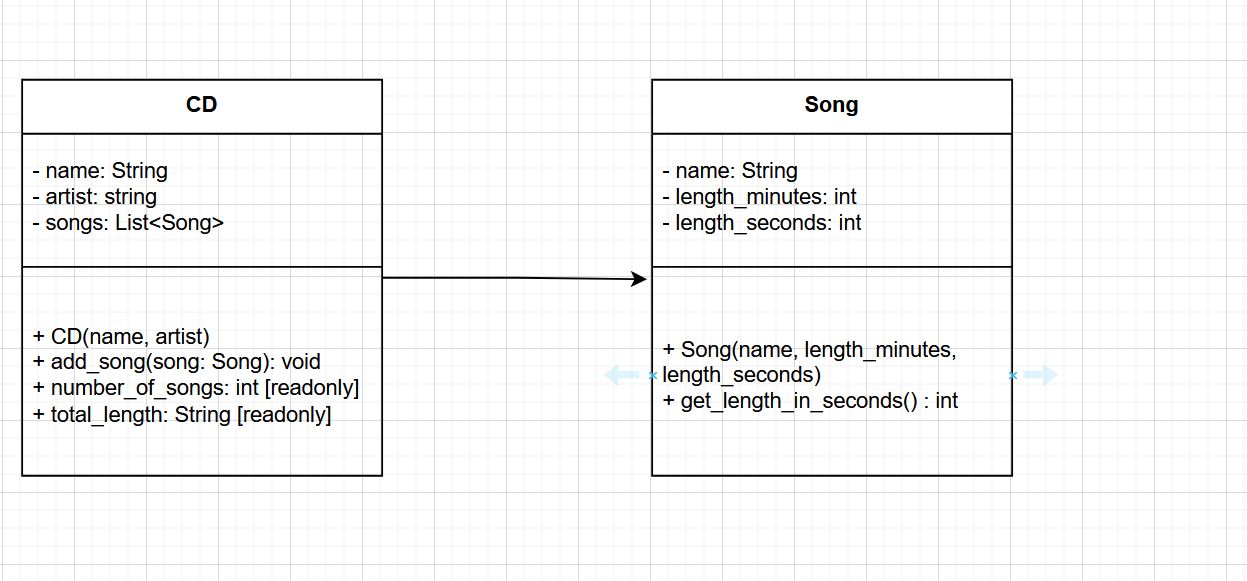 CD
- name: String
- artist: string
- songs: List<Song>
+ CD(name, artist)
+ add_song(song: Song): void
+ number_of_songs: int [readonly]
+ total_length: String [readonly]
Song
- name: String
- length_minutes: int
- length_seconds: int
+ Song(name, length_minutes,
length_seconds)
+ get_length_in_seconds() : int